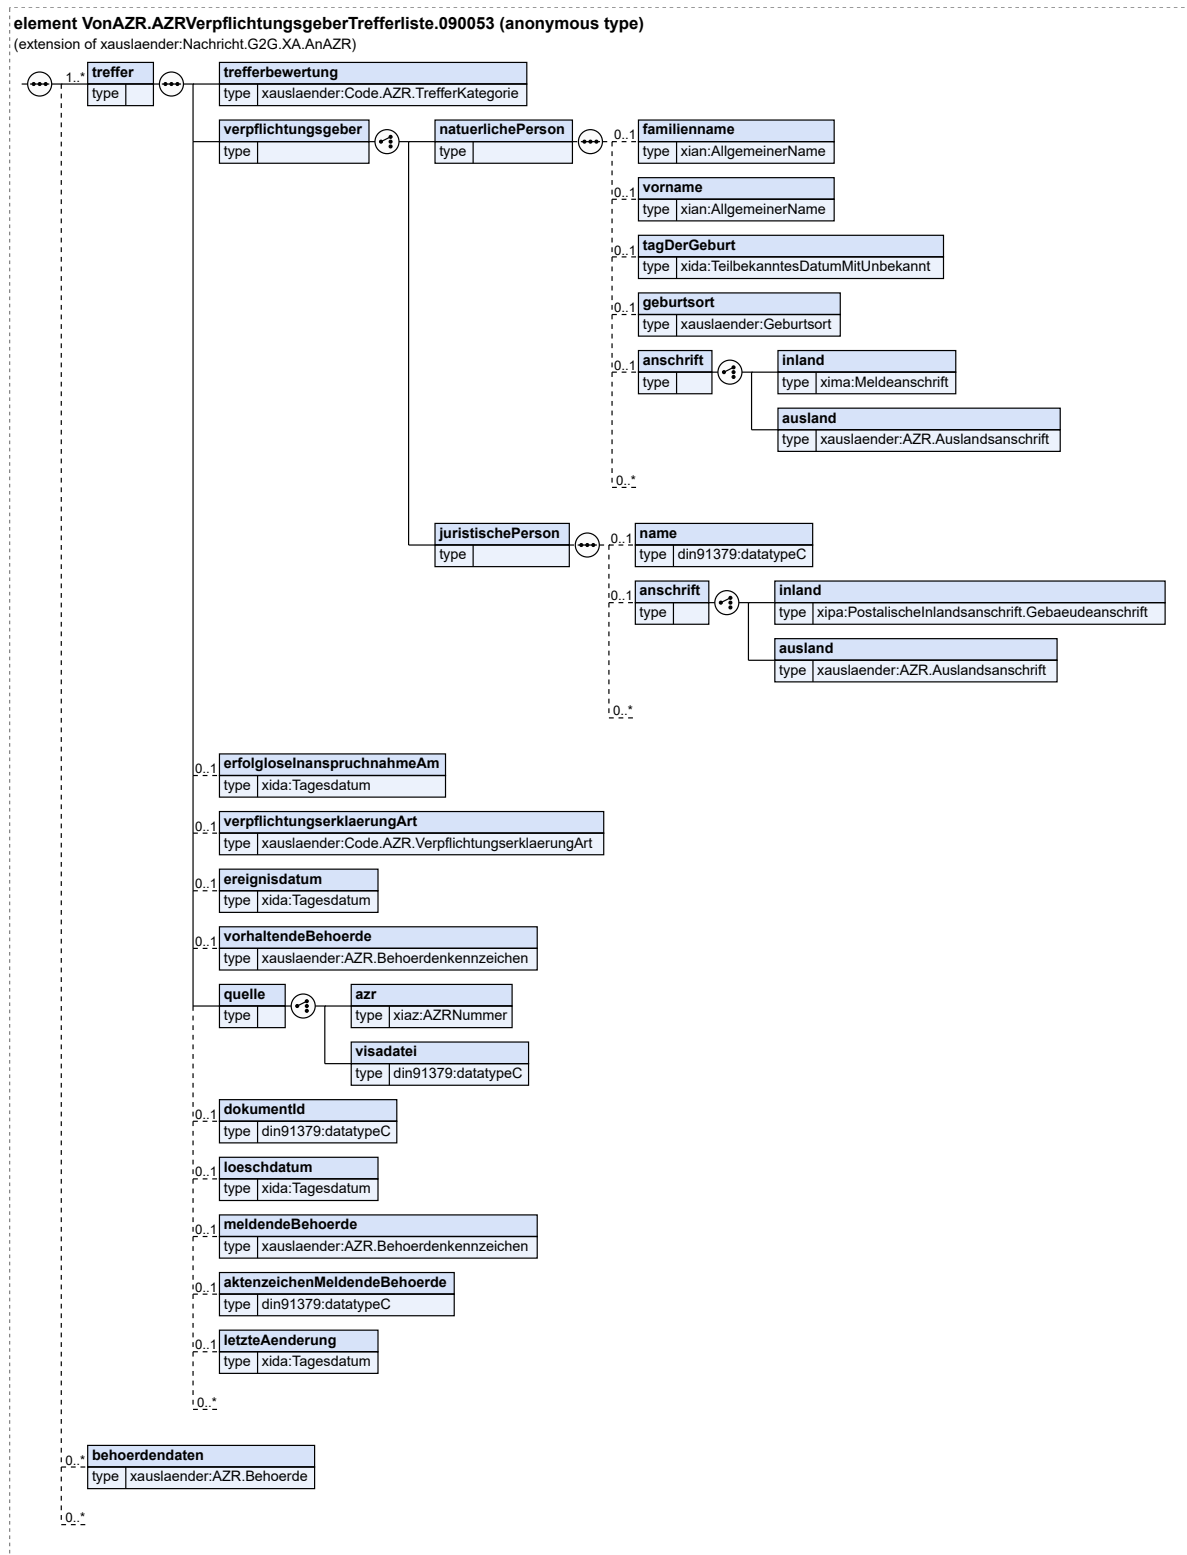 element VonAZR.AZRVerpflichtungsgeberTrefferliste.090053 (anonymous type)
(extension of xauslaender:Nachricht.G2G.XA.AnAZR)
1..* treffer
type
trefferbewertung
type xauslaender:Code.AZR.TrefferKategorie
verpflichtungsgeber
type
natuerlichePerson
type
0..1 familienname
type xian:AllgemeinerName
0..1 vorname
type xian:AllgemeinerName
0..1 tagDerGeburt
type xida:TeilbekanntesDatumMitUnbekannt
0..1 geburtsort
type xauslaender:Geburtsort
0..1 anschrift
type
inland
type xima:Meldeanschrift
ausland
type xauslaender:AZR.Auslandsanschrift
0..*
juristischePerson
type
0..1 name
type din91379:datatypeC
0..1 anschrift
type
inland
type xipa:PostalischeInlandsanschrift.Gebaeudeanschrift
ausland
type xauslaender:AZR.Auslandsanschrift
0..*
0..1 erfolgloseInanspruchnahmeAm
type xida:Tagesdatum
0..1 verpflichtungserklaerungArt
type xauslaender:Code.AZR.VerpflichtungserklaerungArt
0..1 ereignisdatum
type xida:Tagesdatum
0..1 vorhaltendeBehoerde
type xauslaender:AZR.Behoerdenkennzeichen
quelle
type
azr
type xiaz:AZRNummer
visadatei
type din91379:datatypeC
0..1 dokumentId
type din91379:datatypeC
0..1 loeschdatum
type xida:Tagesdatum
0..1 meldendeBehoerde
type xauslaender:AZR.Behoerdenkennzeichen
0..1 aktenzeichenMeldendeBehoerde
type din91379:datatypeC
0..1 letzteAenderung
type xida:Tagesdatum
0..*
0..* behoerdendaten
type xauslaender:AZR.Behoerde
0..*